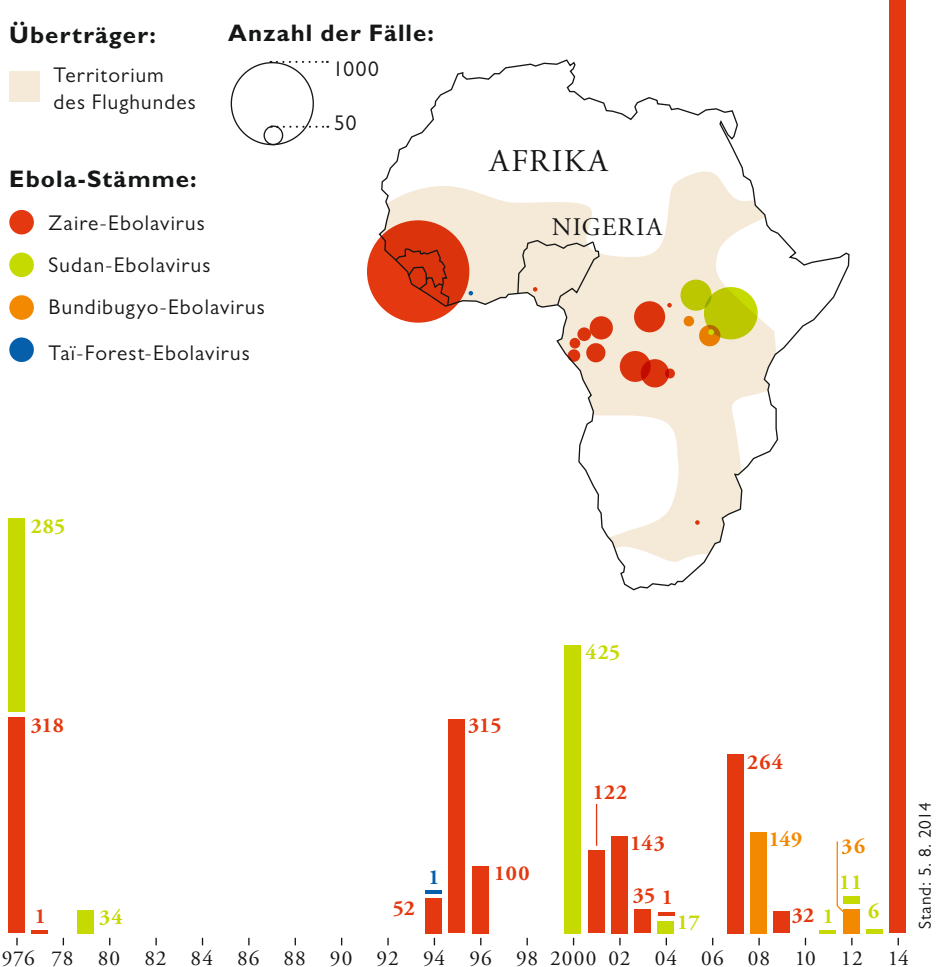 Überträger:
Territorium
des Flughundes
Anzahl der Fälle:
1000
50
Ebola-Stämme:
Zaire-Ebolavirus
Sudan-Ebolavirus
Bundibugyo-Ebolavirus
Taï-Forest-Ebolavirus
AFRIKA
NIGERIA
285
318
1
34
52
1
315
100
425
122
143
35
1
17
264
149
32
1
36
11
6
Stand: 5. 8. 2014
976 78 80 82 84 86 88 90 92 94 96 98 2000 02 04 06 08 10 12 14